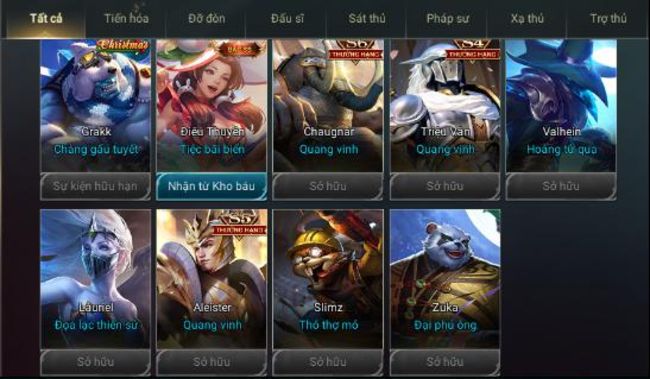 Tất cả
Tiến hóa
Đỡ đòn
Đấu sĩ
Sát thủ
Pháp sư
Xạ thủ
Trợ thủ
Christmas
Grakk
Chàng gấu tuyết
Sự kiện hữu hạn
Điêu Thuyền
Tiệc bãi biển
Nhận từ Kho báu
S6
THƯỢNG HẠNG
Chaugnar
Quang vinh
Sở hữu
S4
THƯỢNG HẠNG
Triệu Vân
Quang vinh
Sở hữu
Valhein
Hoàng tử quạ
Sở hữu
Lauriel
Đọa lạc thiên sứ
Sở hữu
S5
THƯỢNG HẠNG
Aleister
Quang vinh
Sở hữu
Slimz
Thỏ thợ mỏ
Sở hữu
Zuka
Đại phú ông
Sở hữu